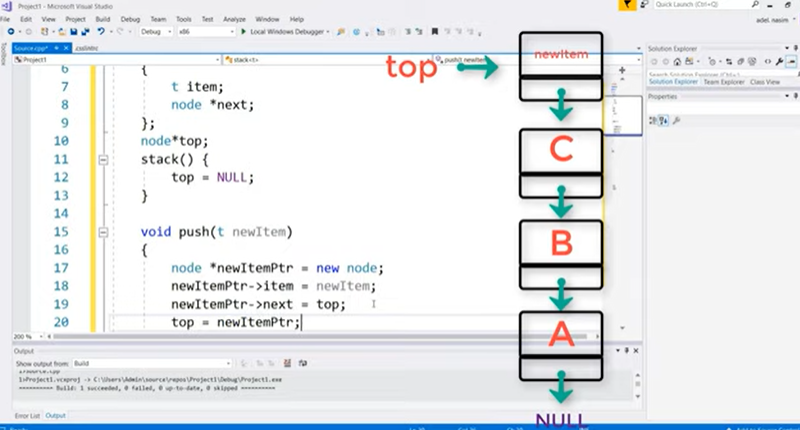 Project1 - Microsoft Visual Studio
Quick Launch (Ctrl+Q)
File Edit View Project Build Debug Team Tools Test Analyze Window Help
adel.nasim
Debug x86 Local Windows Debugger
Source.cpp*
.cslintrc
Project1
stack<t>
push(t newItem)
6 {
7 t item;
8 node *next;
9 };
10 node*top;
11 stack() {
12 top = NULL;
13 }
14
15 void push(t newItem)
16 {
17 node *newItemPtr = new node;
18 newItemPtr->item = newItem;
19 newItemPtr->next = top;
20 top = newItemPtr;
200 %
top
newItem
C
B
A
NULL
Solution Explorer
Search Solution Explorer
Solution Explorer Team Explorer Class View
Properties
Output
Show output from: Build
1>Project1.vcxproj -> C:\Users\Admin\source\repos\Project1\Debug\Project1.exe
========== Build: 1 succeeded, 0 failed, 0 up-to-date, 0 skipped ==========
Error List Output